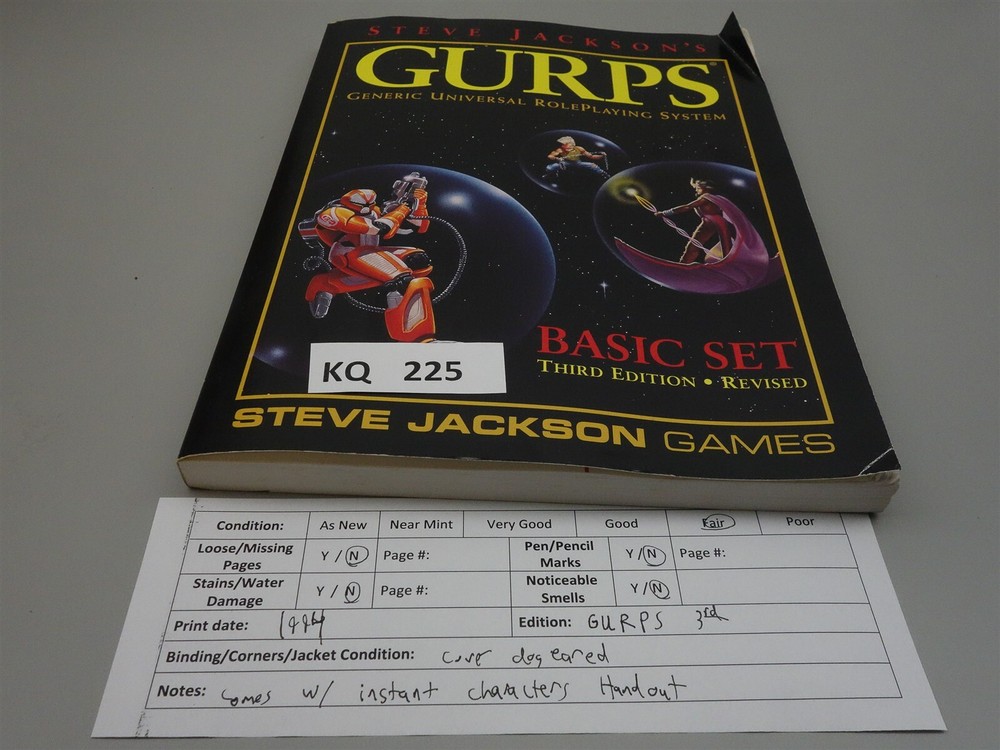 STEVE JACKSON'S
GURPS
GENERIC UNIVERSAL ROLEPLAYING SYSTEM
BASIC SET
THIRD EDITION • REVISED
KQ 225
STEVE JACKSON GAMES
Condition: As New Near Mint Very Good Good Fair Poor
Loose/Missing Pages Y / N Page #: Pen/Pencil Marks Y / N Page #:
Stains/Water Damage Y / N Page #: Noticeable Smells Y / N
Print date: 1994 Edition: GURPS 3rd
Binding/Corners/Jacket Condition: cover dogeared
Notes: comes w/ instant characters Handout